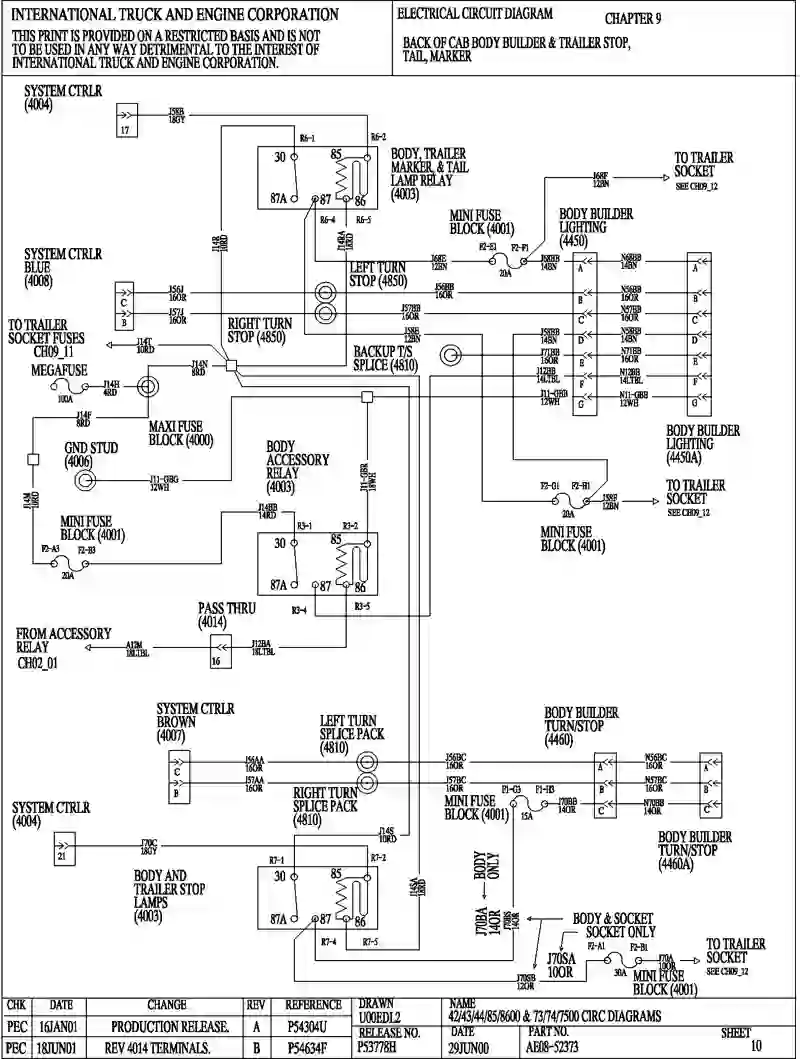 INTERNATIONAL TRUCK AND ENGINE CORPORATION
THIS PRINT IS PROVIDED ON A RESTRICTED BASIS AND IS NOT
TO BE USED IN ANY WAY DETRIMENTAL TO THE INTEREST OF
INTERNATIONAL TRUCK AND ENGINE CORPORATION.
ELECTRICAL CIRCUIT DIAGRAM
CHAPTER 9
BACK OF CAB BODY BUILDER & TRAILER STOP,
TAIL, MARKER
SYSTEM CTRLR
(4004)
17
J58B
18GY
R6-1
R6-2
30
85
87A
87
86
R6-4
R6-5
BODY, TRAILER
MARKER, & TAIL
LAMP RELAY
(4003)
J14R
10RD
J14RA
18RD
TO TRAILER
SOCKET
SEE CH09_12
J68F
12BN
MINI FUSE
BLOCK (4001)
F2-E1
F2-F1
20A
J68E
12BN
BODY BUILDER
LIGHTING
(4450)
J68BB
14BN
N68BB
14BN
A
A
SYSTEM CTRLR
BLUE
(4008)
C
B
J56J
16OR
J57J
16OR
LEFT TURN
STOP (4850)
RIGHT TURN
STOP (4850)
J56BB
16OR
J57BB
16OR
J58E
12BN
B
N56BB
16OR
B
C
N57BB
16OR
C
J58BB
14BN
D
N58BB
14BN
D
J71BB
16OR
E
N71BB
16OR
E
J12BB
14LTBL
F
N12BB
14LTBL
F
J11-GBB
12WH
G
N11-GBB
12WH
G
TO TRAILER
SOCKET FUSES
CH09_11
J14T
10RD
J14N
8RD
BACKUP T/S
SPLICE (4810)
MEGAFUSE
100A
J14H
4RD
J14F
8RD
MAXI FUSE
BLOCK (4000)
GND STUD
(4006)
J11-GBG
12WH
BODY
ACCESSORY
RELAY
(4003)
J11-GBR
18WH
BODY BUILDER
LIGHTING
(4450A)
J14M
10RD
MINI FUSE
BLOCK (4001)
F2-A3
F2-B3
20A
J14BB
14RD
R3-1
R3-2
30
85
87A
87
86
R3-4
R3-5
F2-G1
F2-H1
20A
J58F
12BN
TO TRAILER
SOCKET
SEE CH09_12
MINI FUSE
BLOCK (4001)
PASS THRU
(4014)
16
FROM ACCESSORY
RELAY
CH02_01
A12M
18LTBL
J12BA
18LTBL
SYSTEM CTRLR
BROWN
(4007)
C
B
LEFT TURN
SPLICE PACK
(4810)
J56AA
16OR
J57AA
16OR
J56BC
16OR
J57BC
16OR
BODY BUILDER
TURN/STOP
(4460)
A
N56BC
16OR
A
B
N57BC
16OR
B
C
N70BB
14OR
C
RIGHT TURN
SPLICE PACK
(4810)
MINI FUSE
BLOCK (4001)
F1-G3
F1-H3
15A
J70BB
14OR
BODY BUILDER
TURN/STOP
(4460A)
SYSTEM CTRLR
(4004)
21
J70C
18GY
J14S
10RD
R7-1
R7-2
30
85
87A
87
86
R7-4
R7-5
J14SA
18RD
BODY AND
TRAILER STOP
LAMPS
(4003)
BODY
ONLY
J70BA
14OR
J70BS
14OR
BODY & SOCKET
SOCKET ONLY
J70SA
10OR
J70SB
12OR
F2-A1
F2-B1
30A
J70A
10OR
MINI FUSE
BLOCK (4001)
TO TRAILER
SOCKET
SEE CH09_12
CHK DATE CHANGE REV REFERENCE
PEC 16JAN01 PRODUCTION RELEASE. A P54304U
PEC 18JUN01 REV 4014 TERMINALS. B P54634F
DRAWN
U00EDL2
RELEASE NO.
P53778H
NAME
42/43/44/85/8600 & 73/74/7500 CIRC DIAGRAMS
DATE
29JUN00
PART NO.
AE08-52373
SHEET
10